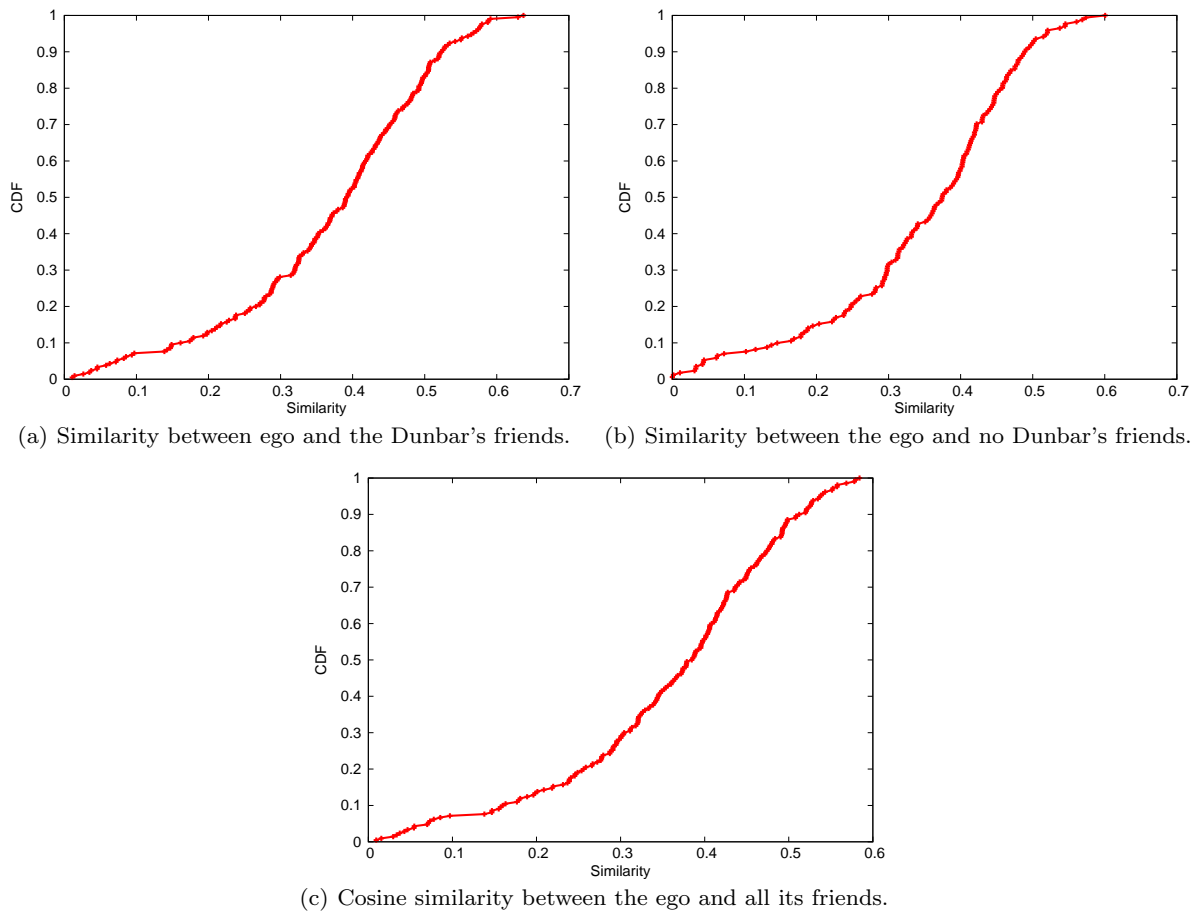 1
0.9
0.8
0.7
0.6
0.5
0.4
0.3
0.2
0.1
0
CDF
0 0.1 0.2 0.3 0.4 0.5 0.6 0.7
Similarity
(a) Similarity between ego and the Dunbar's friends.
1
0.9
0.8
0.7
0.6
0.5
0.4
0.3
0.2
0.1
0
CDF
0 0.1 0.2 0.3 0.4 0.5 0.6 0.7
Similarity
(b) Similarity between the ego and no Dunbar's friends.
1
0.9
0.8
0.7
0.6
0.5
0.4
0.3
0.2
0.1
0
CDF
0 0.1 0.2 0.3 0.4 0.5 0.6
Similarity
(c) Cosine similarity between the ego and all its friends.